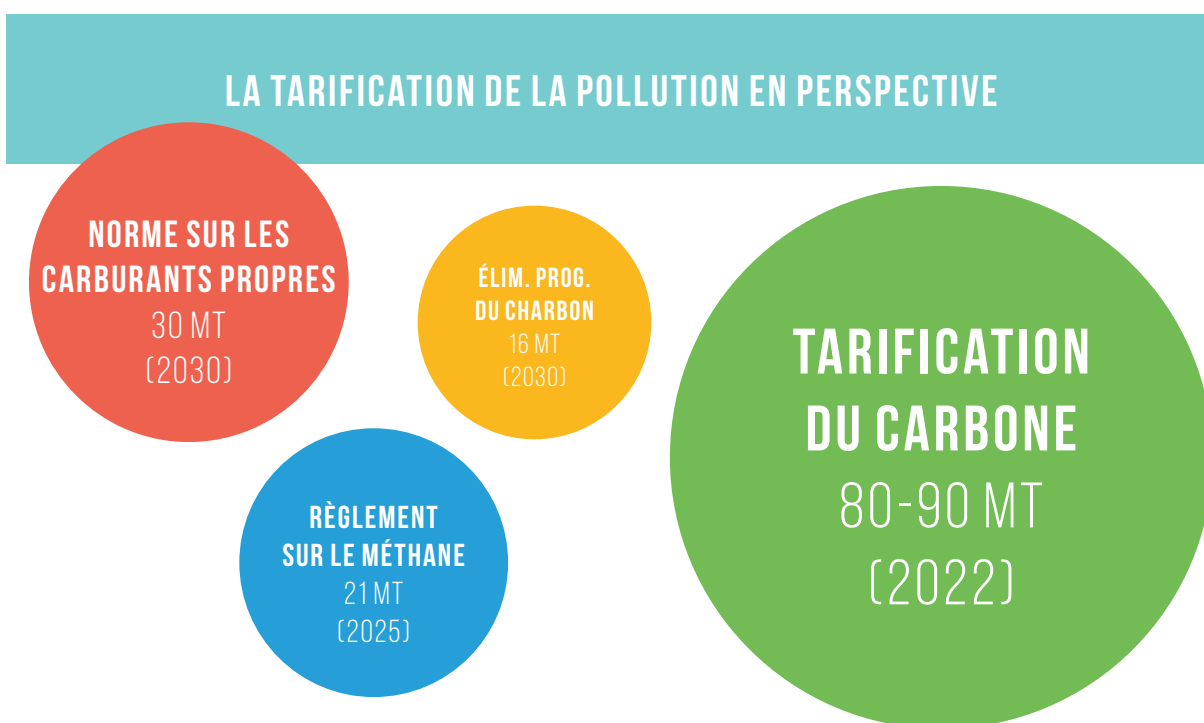 LA TARIFICATION DE LA POLLUTION EN PERSPECTIVE
NORME SUR LES
CARBURANTS PROPRES
30 MT
(2030)
ÉLIM. PROG.
DU CHARBON
16 MT
(2030)
RÈGLEMENT
SUR LE MÉTHANE
21 MT
(2025)
TARIFICATION
DU CARBONE
80-90 MT
(2022)